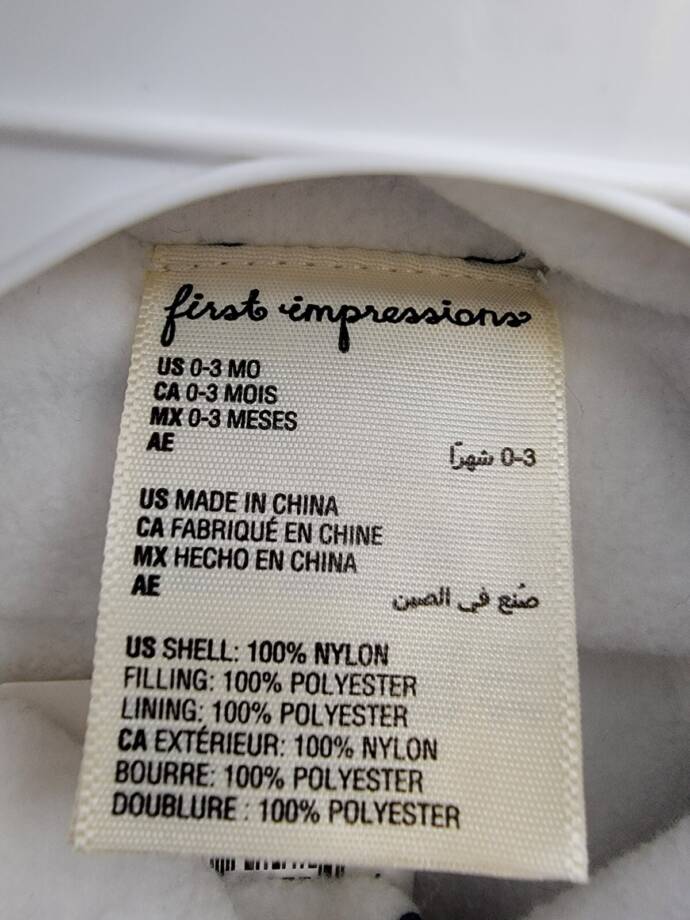 first impressions
US 0-3 MO
CA 0-3 MOIS
MX 0-3 MESES
AE
0-3 شهرًا
US MADE IN CHINA
CA FABRIQUÉ EN CHINE
MX HECHO EN CHINA
AE
صُنع في الصين
US SHELL: 100% NYLON
FILLING: 100% POLYESTER
LINING: 100% POLYESTER
CA EXTÉRIEUR: 100% NYLON
BOURRE: 100% POLYESTER
DOUBLURE : 100% POLYESTER